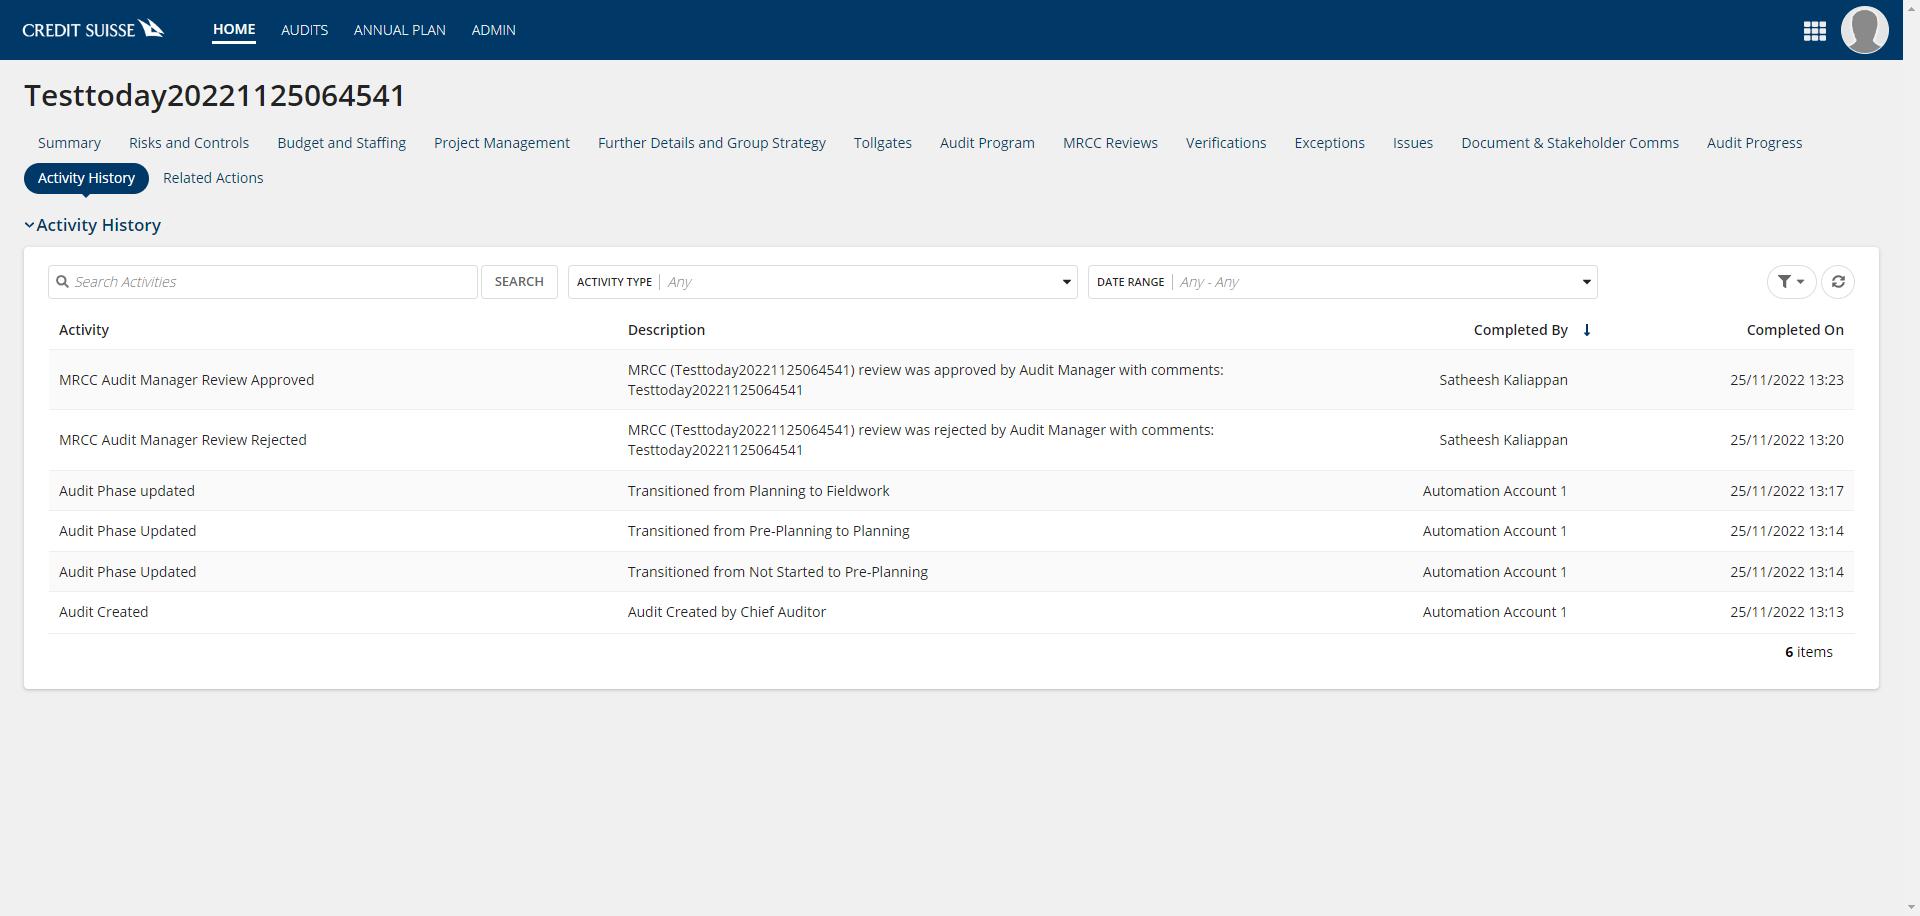 CREDIT SUISSE HOME AUDITS ANNUAL PLAN ADMIN
Testtoday20221125064541
Summary Risks and Controls Budget and Staffing Project Management Further Details and Group Strategy Tollgates Audit Program MRCC Reviews Verifications Exceptions Issues Document & Stakeholder Comms Audit Progress
Activity History Related Actions
Activity History
Search Activities SEARCH ACTIVITY TYPE Any DATE RANGE Any - Any
Activity Description Completed By Completed On
MRCC Audit Manager Review Approved MRCC (Testtoday20221125064541) review was approved by Audit Manager with comments: Satheesh Kaliappan 25/11/2022 13:23
Testtoday20221125064541
MRCC Audit Manager Review Rejected MRCC (Testtoday20221125064541) review was rejected by Audit Manager with comments: Satheesh Kaliappan 25/11/2022 13:20
Testtoday20221125064541
Audit Phase updated Transitioned from Planning to Fieldwork Automation Account 1 25/11/2022 13:17
Audit Phase Updated Transitioned from Pre-Planning to Planning Automation Account 1 25/11/2022 13:14
Audit Phase Updated Transitioned from Not Started to Pre-Planning Automation Account 1 25/11/2022 13:14
Audit Created Audit Created by Chief Auditor Automation Account 1 25/11/2022 13:13
6 items